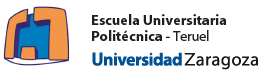 Escuela Universitaria
Politécnica - Teruel
Universidad Zaragoza